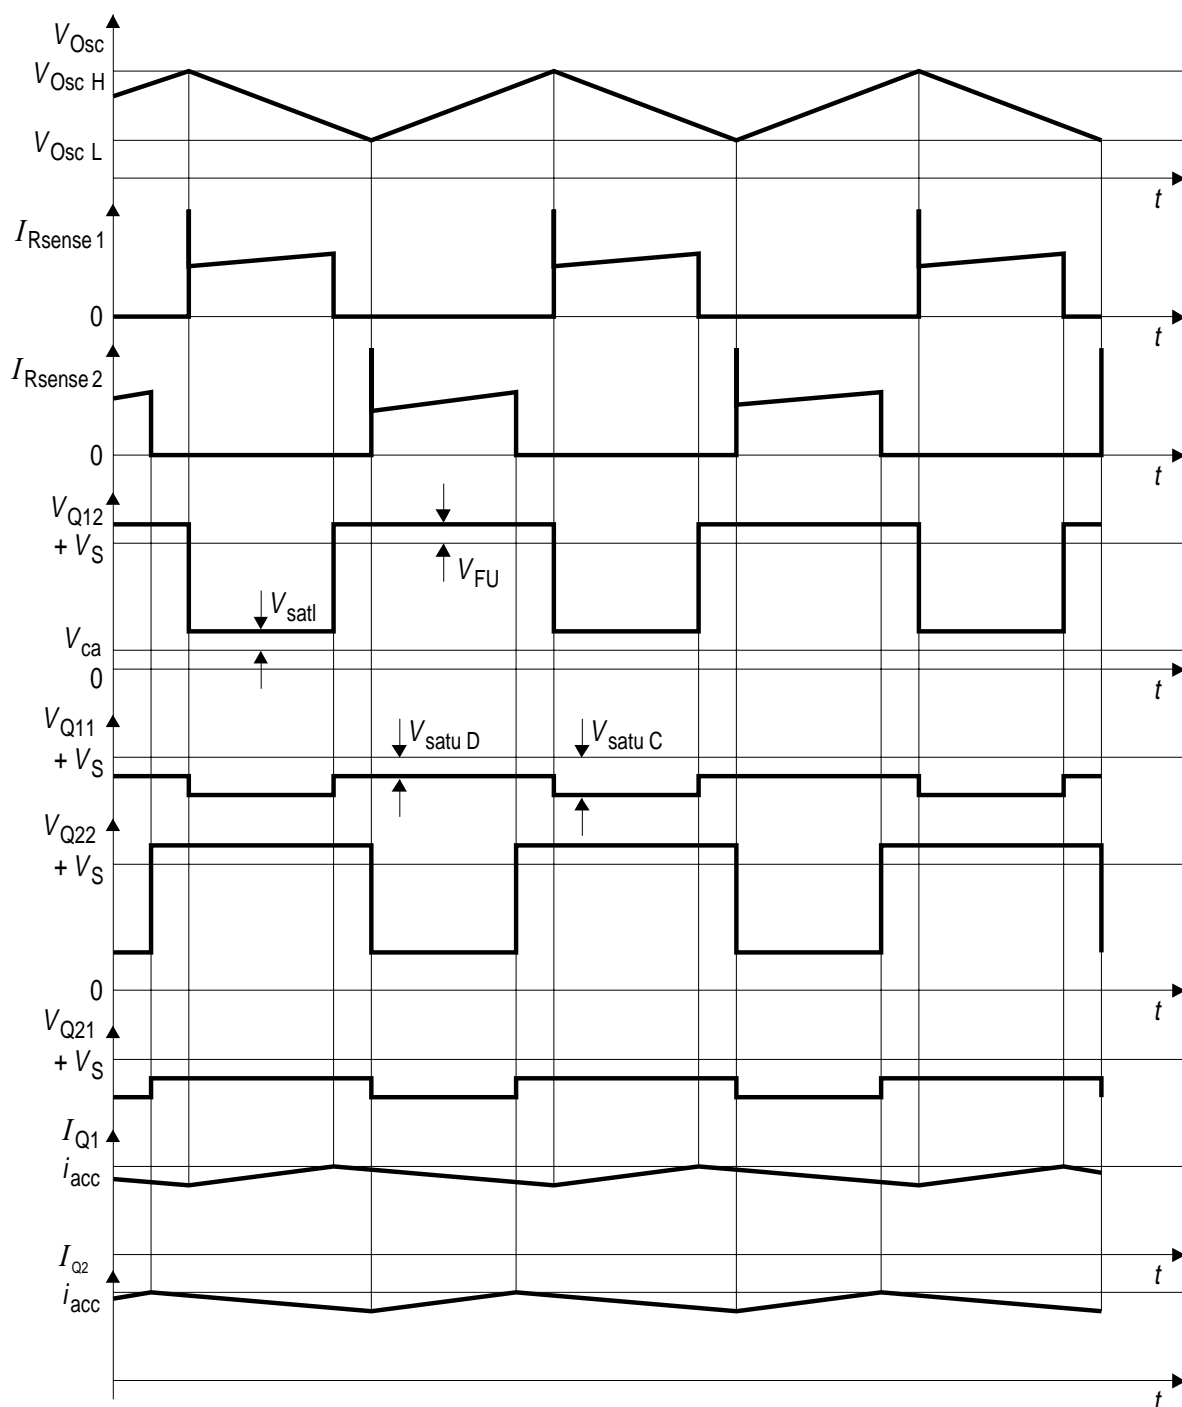 V Osc
V Osc H
V Osc L
t
I Rsense 1
0
t
I Rsense 2
0
t
V Q12
+ V S
V FU
V satl
V ca
0
t
V Q11
+ V S
V satu D
V satu C
V Q22
+ V S
0
t
V Q21
+ V S
I Q1
i acc
t
I Q2
i acc
t